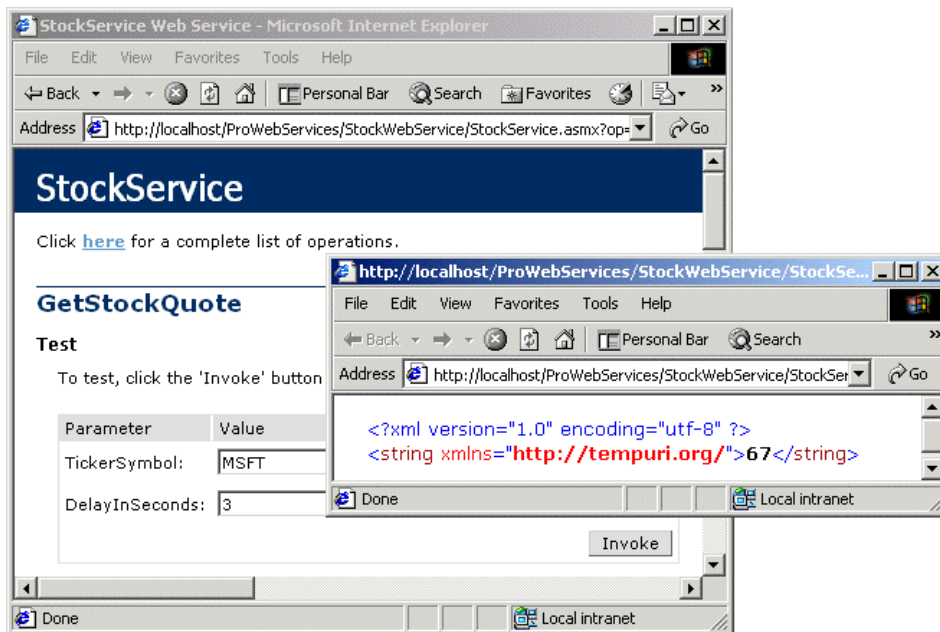 StockService Web Service - Microsoft Internet Explorer
File Edit View Favorites Tools Help
Back Personal Bar Search Favorites »
Address http://localhost/ProWebServices/StockWebService/StockService.asmx?op= Go
StockService
Click here for a complete list of operations.
GetStockQuote
Test
To test, click the 'Invoke' button
Parameter Value
TickerSymbol: MSFT
DelayInSeconds: 3
Invoke
Done Local intranet
http://localhost/ProWebServices/StockWebService/StockSe...
File Edit View Favorites Tools Help
Back Personal Bar Search »
Address http://localhost/ProWebServices/StockWebService/StockSer Go
<?xml version="1.0" encoding="utf-8" ?>
<string xmlns="http://tempuri.org/">67</string>
Done Local intranet